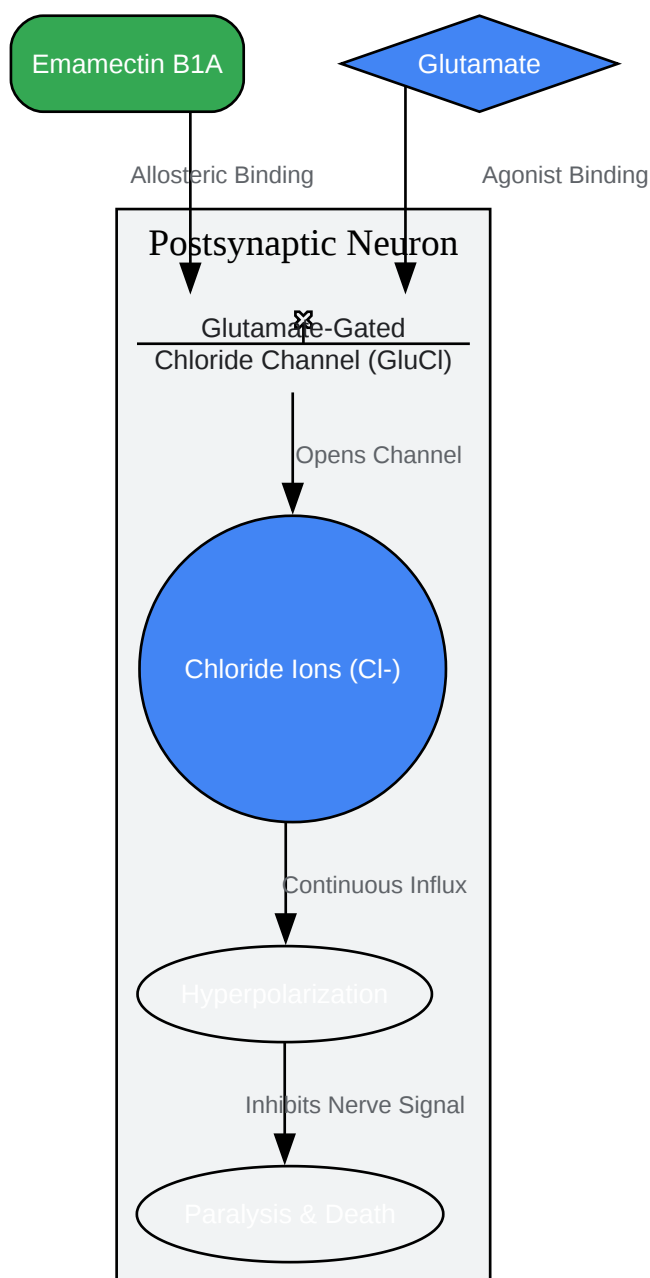 Emamectin B1A
Glutamate
Allosteric Binding
Agonist Binding
Postsynaptic Neuron
Glutamate-Gated
Chloride Channel (GluCl)
Opens Channel
Chloride Ions (Cl-)
Continuous Influx
Hyperpolarization
Inhibits Nerve Signal
Paralysis & Death